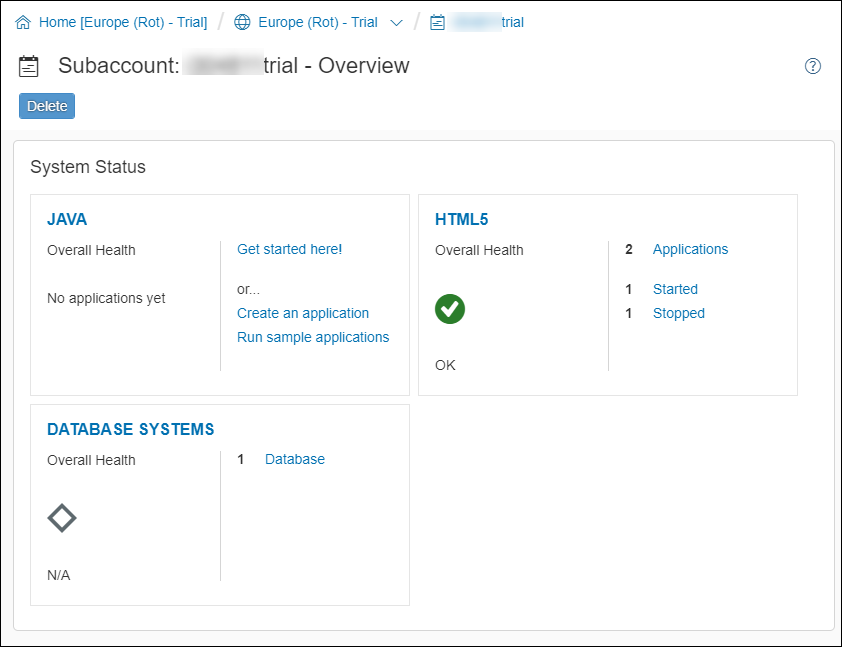 Home [Europe (Rot) - Trial] / Europe (Rot) - Trial / trial
Subaccount: trial - Overview
Delete
System Status
JAVA
Overall Health
No applications yet
Get started here!
or...
Create an application
Run sample applications
HTML5
Overall Health
OK
2 Applications
1 Started
1 Stopped
DATABASE SYSTEMS
Overall Health
N/A
1 Database